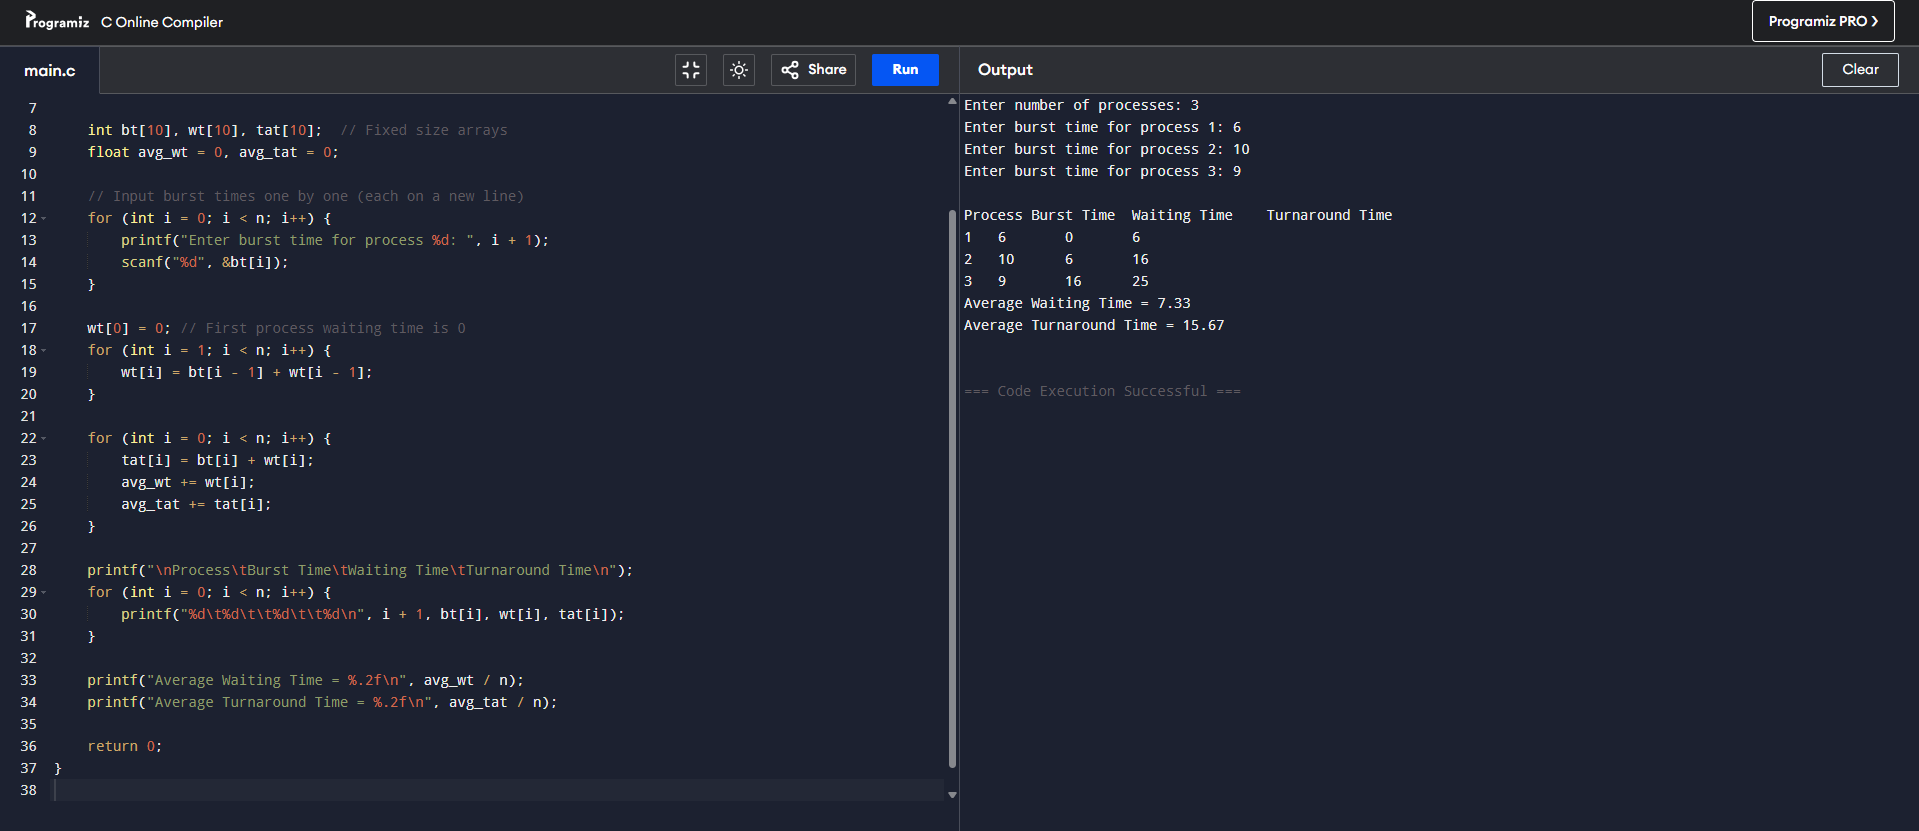 Programiz C Online Compiler
Programiz PRO ›
main.c
Share
Run
Output
Clear
7
8 int bt[10], wt[10], tat[10];  // Fixed size arrays
9 float avg_wt = 0, avg_tat = 0;
10
11 // Input burst times one by one (each on a new line)
12 for (int i = 0; i < n; i++) {
13 printf("Enter burst time for process %d: ", i + 1);
14 scanf("%d", &bt[i]);
15 }
16
17 wt[0] = 0; // First process waiting time is 0
18 for (int i = 1; i < n; i++) {
19 wt[i] = bt[i - 1] + wt[i - 1];
20 }
21
22 for (int i = 0; i < n; i++) {
23 tat[i] = bt[i] + wt[i];
24 avg_wt += wt[i];
25 avg_tat += tat[i];
26 }
27
28 printf("\nProcess\tBurst Time\tWaiting Time\tTurnaround Time\n");
29 for (int i = 0; i < n; i++) {
30 printf("%d\t%d\t\t%d\t\t%d\n", i + 1, bt[i], wt[i], tat[i]);
31 }
32
33 printf("Average Waiting Time = %.2f\n", avg_wt / n);
34 printf("Average Turnaround Time = %.2f\n", avg_tat / n);
35
36 return 0;
37 }
38
Enter number of processes: 3
Enter burst time for process 1: 6
Enter burst time for process 2: 10
Enter burst time for process 3: 9
Process Burst Time  Waiting Time    Turnaround Time
1   6       0       6
2   10      6       16
3   9       16      25
Average Waiting Time = 7.33
Average Turnaround Time = 15.67
=== Code Execution Successful ===